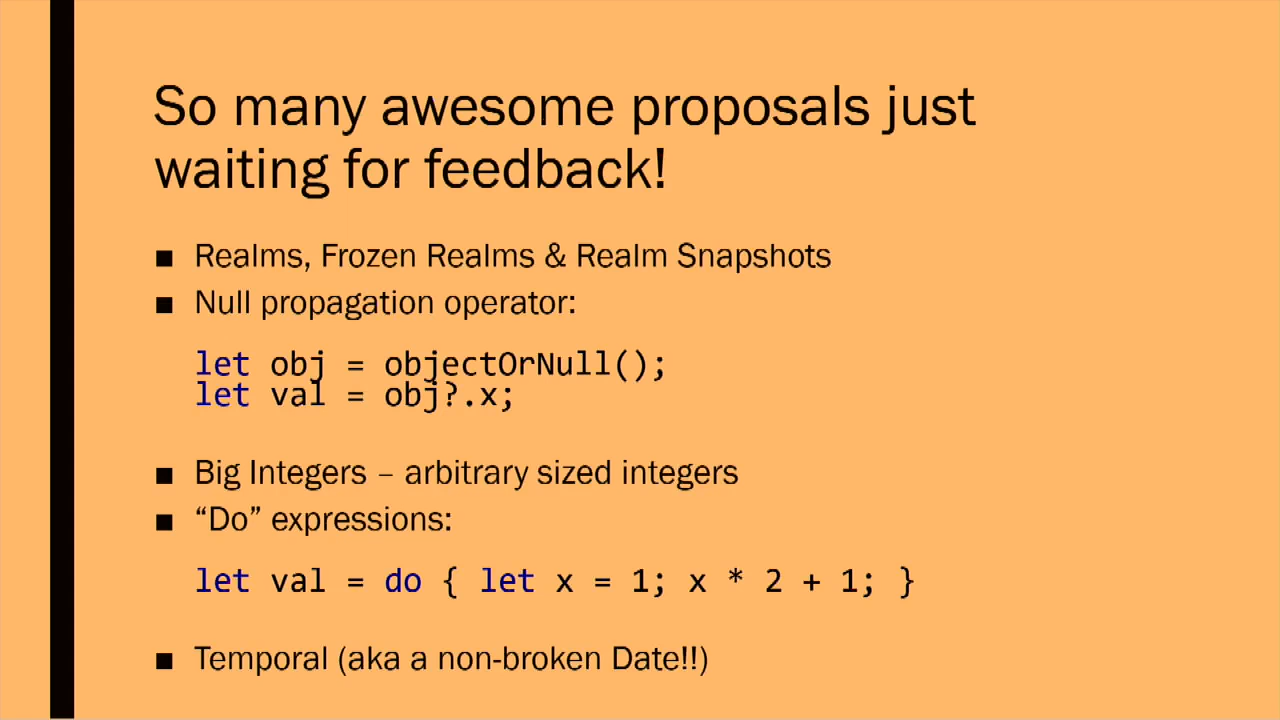 So many awesome proposals just
waiting for feedback!
■ Realms, Frozen Realms & Realm Snapshots
■ Null propagation operator:
let obj = objectOrNull();
let val = obj?.x;
■ Big Integers – arbitrary sized integers
■ “Do” expressions:
let val = do { let x = 1; x * 2 + 1; }
■ Temporal (aka a non-broken Date!!)